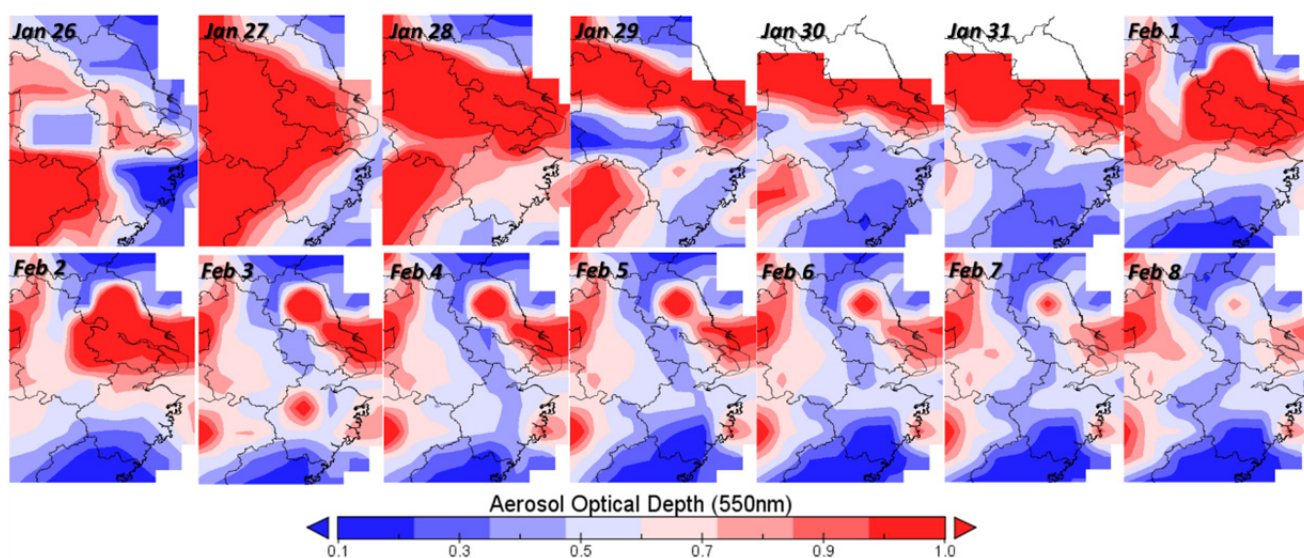 Jan 26 Jan 27 Jan 28 Jan 29 Jan 30 Jan 31 Feb 1
Feb 2 Feb 3 Feb 4 Feb 5 Feb 6 Feb 7 Feb 8
Aerosol Optical Depth (550nm)
0.1 0.3 0.5 0.7 0.9 1.0